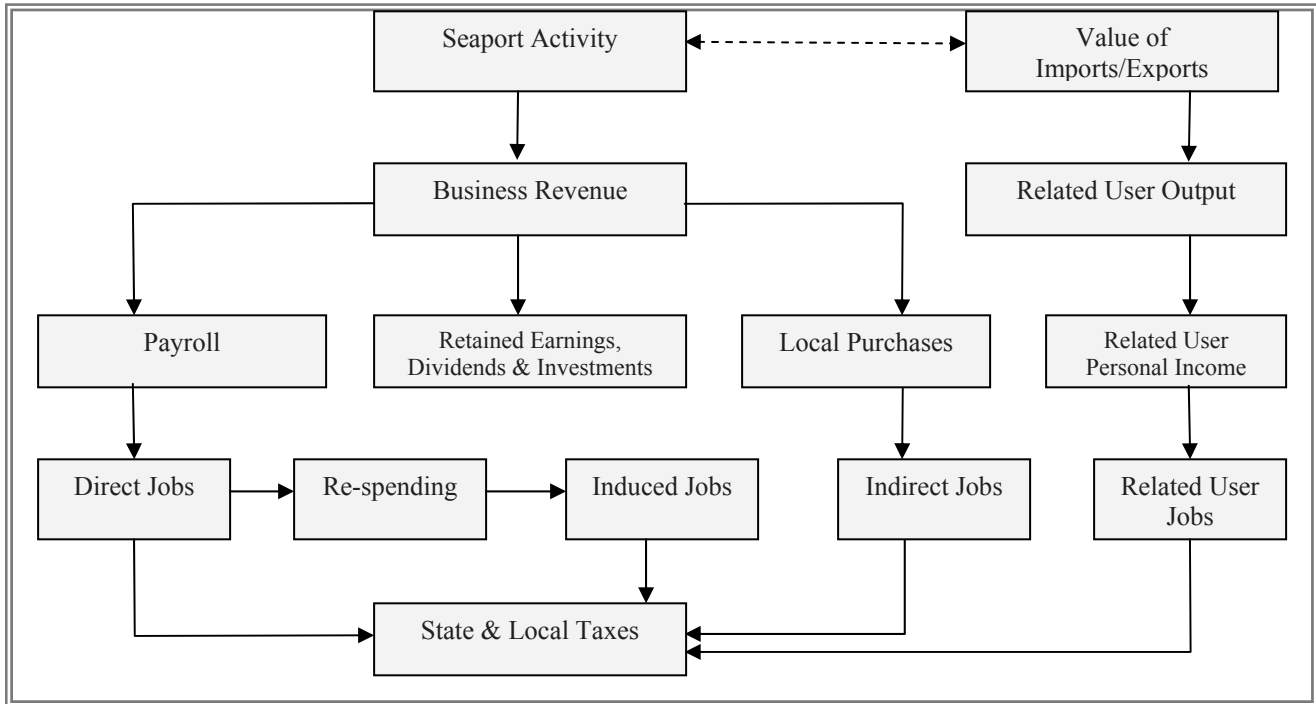 Seaport Activity
Value of
Imports/Exports
Business Revenue
Related User Output
Payroll
Retained Earnings,
Dividends & Investments
Local Purchases
Related User
Personal Income
Direct Jobs
Re-spending
Induced Jobs
Indirect Jobs
Related User
Jobs
State & Local Taxes